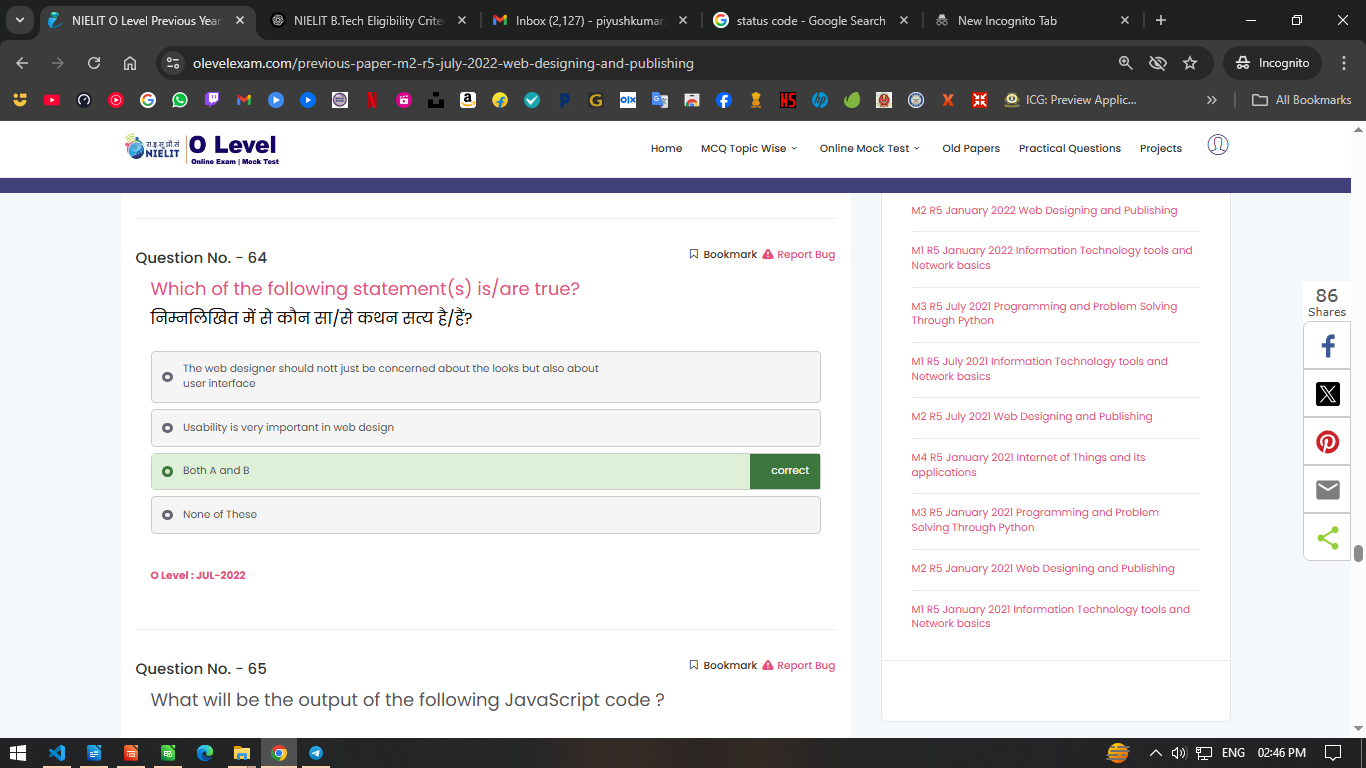 NIELIT O Level Previous Year
NIELIT B.Tech Eligibility Crite
Inbox (2,127) - piyushkumar
status code - Google Search
New Incognito Tab
olevelexam.com/previous-paper-m2-r5-july-2022-web-designing-and-publishing
Incognito
ICG: Preview Applic...
All Bookmarks
रा.इ.सू.प्रौ.सं
NIELIT
O Level
Online Exam | Mock Test
Home
MCQ Topic Wise
Online Mock Test
Old Papers
Practical Questions
Projects
Question No. - 64
Bookmark
Report Bug
Which of the following statement(s) is/are true?
निम्नलिखित में से कौन सा/से कथन सत्य है/हैं?
The web designer should nott just be concerned about the looks but also about
user interface
Usability is very important in web design
Both A and B
correct
None of These
O Level : JUL-2022
Question No. - 65
Bookmark
Report Bug
What will be the output of the following JavaScript code ?
M2 R5 January 2022 Web Designing and Publishing
M1 R5 January 2022 Information Technology tools and
Network basics
M3 R5 July 2021 Programming and Problem Solving
Through Python
M1 R5 July 2021 Information Technology tools and
Network basics
M2 R5 July 2021 Web Designing and Publishing
M4 R5 January 2021 Internet of Things and its
applications
M3 R5 January 2021 Programming and Problem
Solving Through Python
M2 R5 January 2021 Web Designing and Publishing
M1 R5 January 2021 Information Technology tools and
Network basics
86
Shares
ENG
02:46 PM